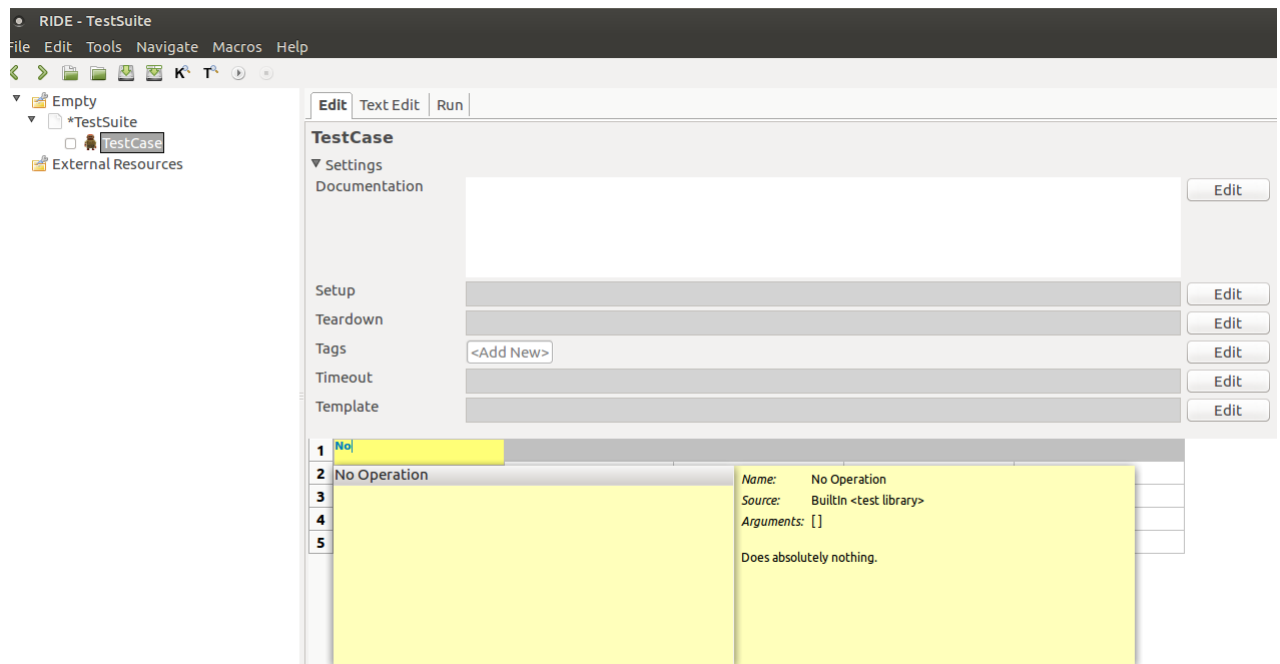 RIDE - TestSuite
File Edit Tools Navigate Macros Help
K T
Empty
*TestSuite
TestCase
External Resources
Edit Text Edit Run
TestCase
Settings
Documentation Edit
Setup Edit
Teardown Edit
Tags <Add New> Edit
Timeout Edit
Template Edit
1 No
2 No Operation
3
4
5
Name: No Operation
Source: BuiltIn <test library>
Arguments: [ ]
Does absolutely nothing.